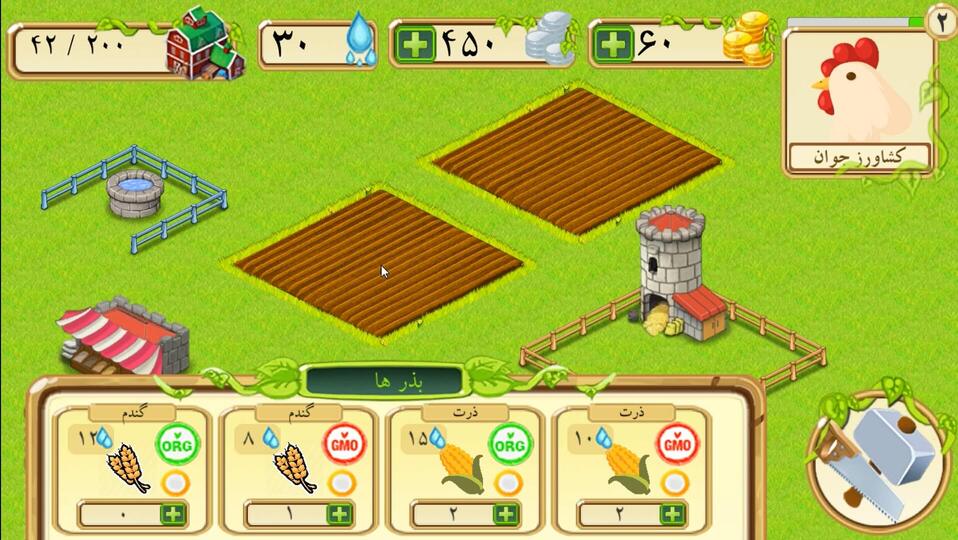 ۴۲ / ۲۰۰
۳۰
۴۵۰
۶۰
۲
کشاورز جوان
بذر ها
گندم
گندم
ذرت
ذرت
۱۲
ORG
۸
GMO
۱۵
ORG
۱۰
GMO
۰
۱
۲
۲